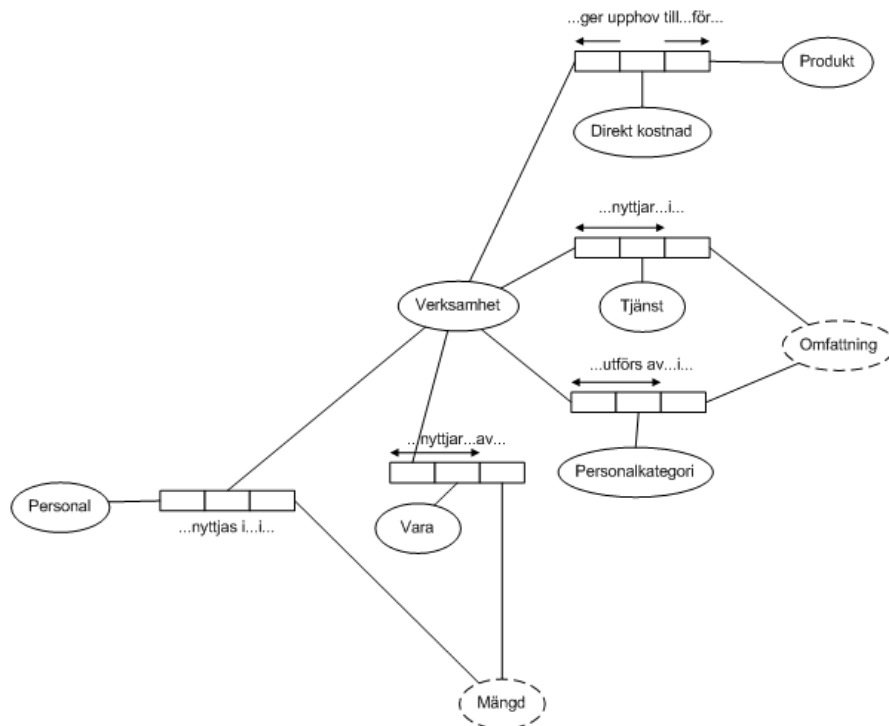 ...ger upphov till...för...
Produkt
Direkt kostnad
...nyttjar...i...
Verksamhet
Tjänst
Omfattning
...utförs av...i...
...nyttjar...av...
Personalkategori
Personal
...nyttjas i...i...
Vara
Mängd